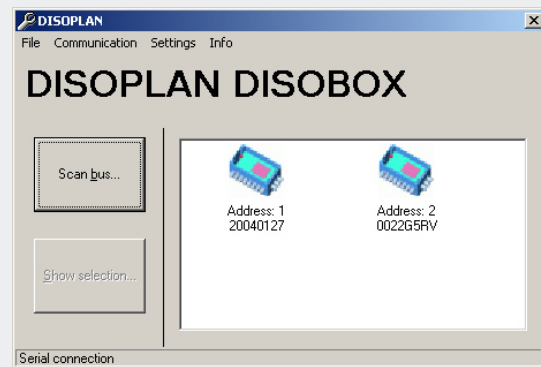 DISOPLAN
File Communication Settings Info
DISOPLAN DISOBOX
Scan bus...
Show selection...
Address: 1
20040127
Address: 2
0022G5RV
Serial connection